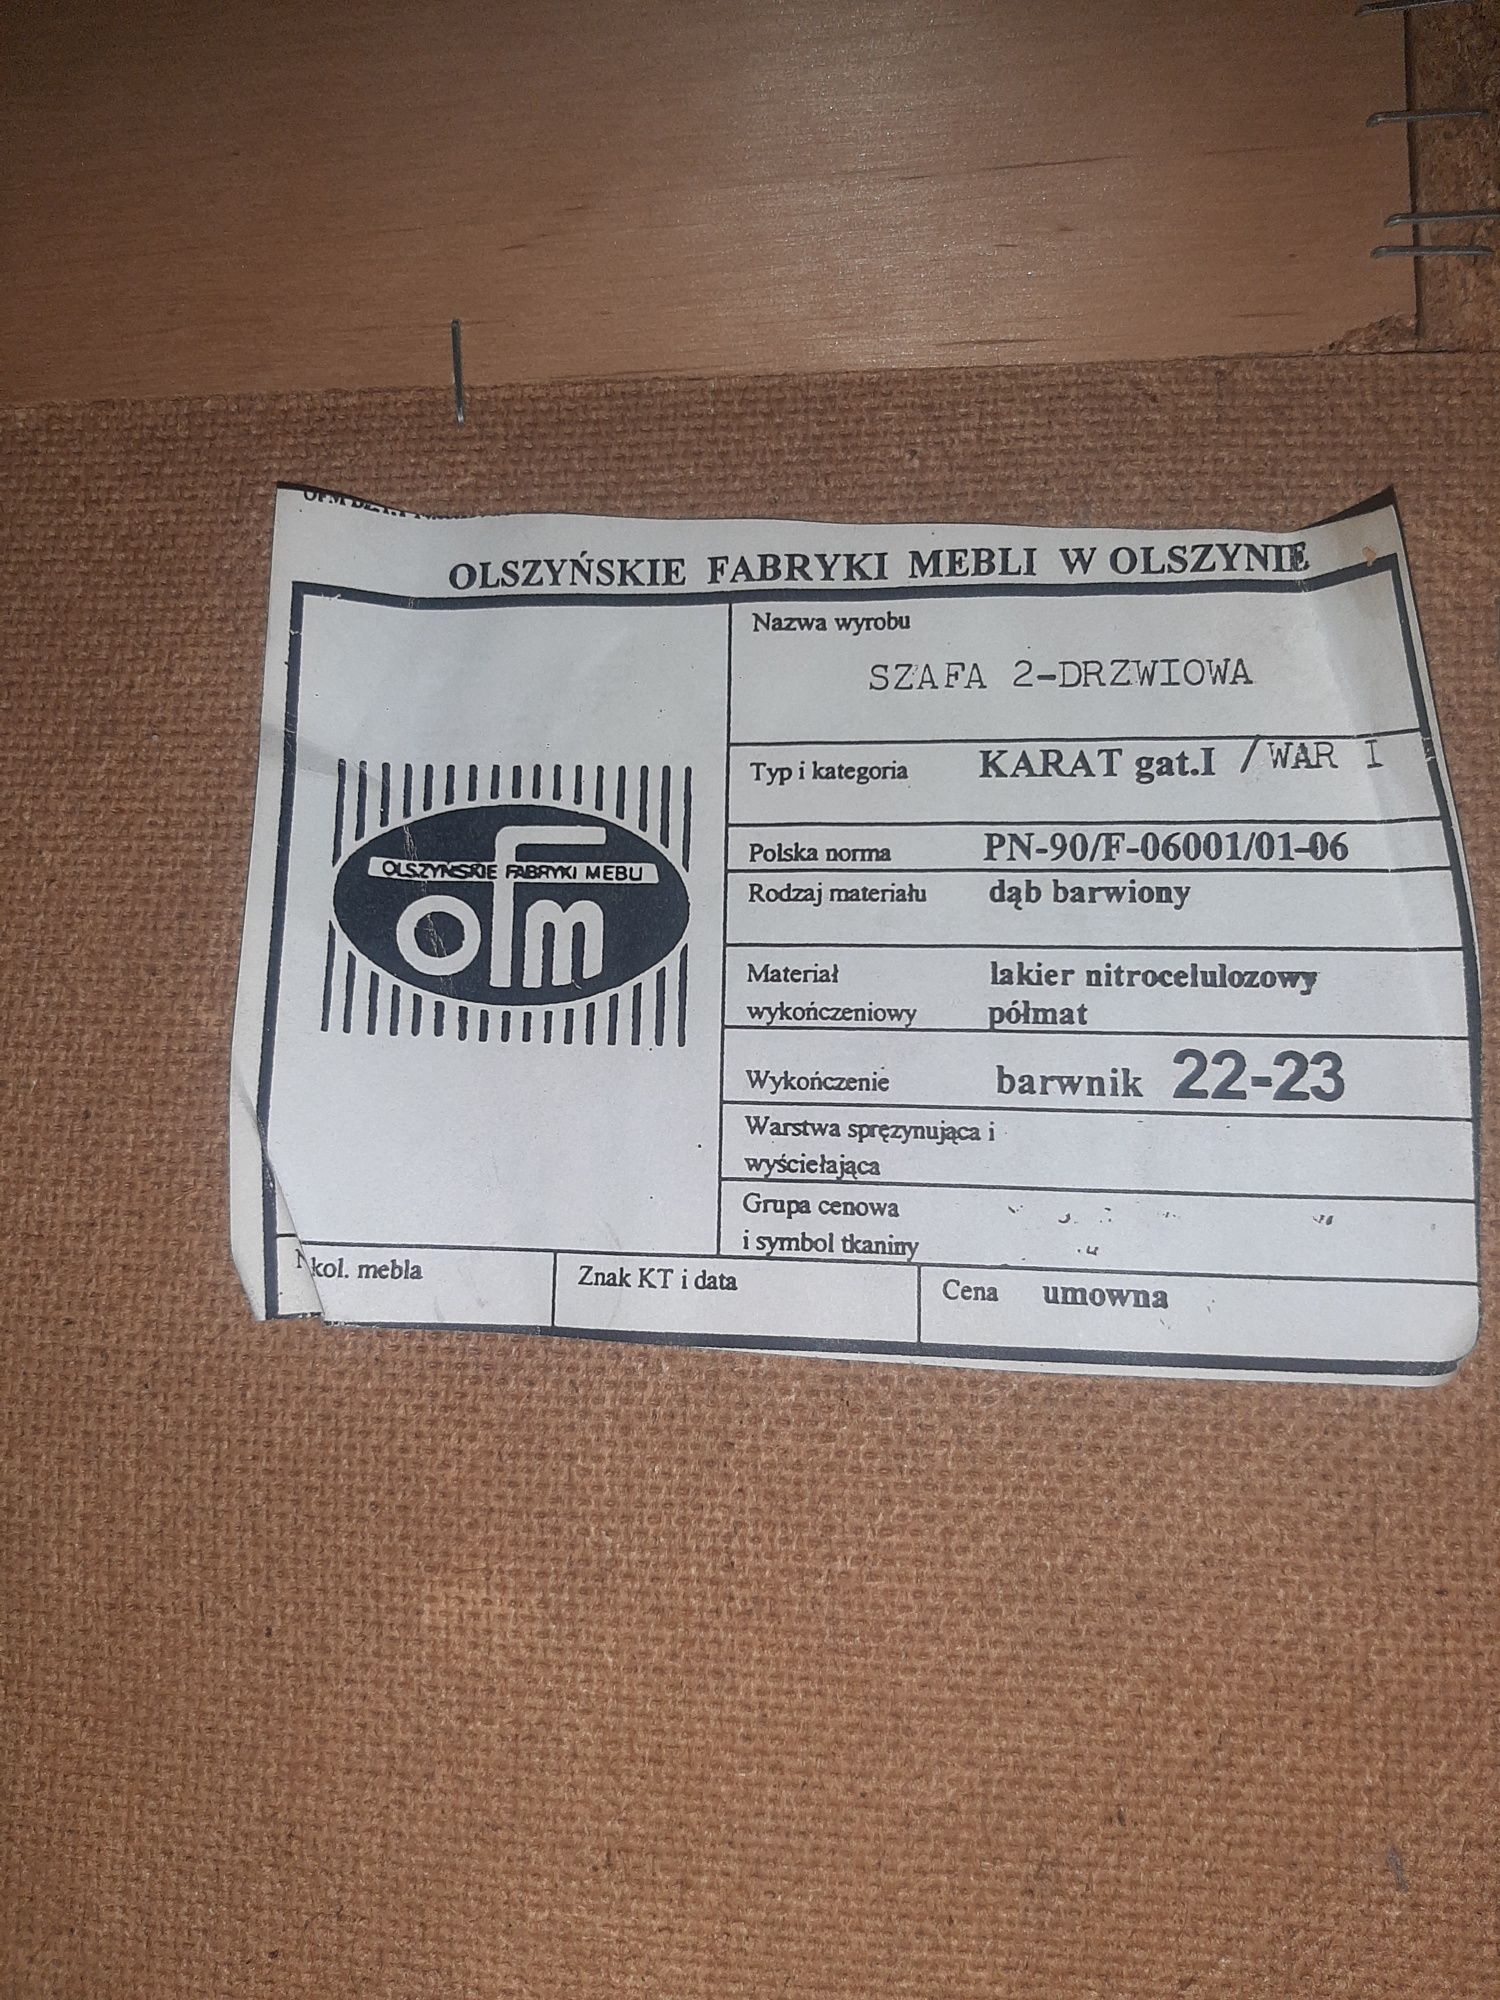 OLSZYŃSKIE FABRYKI MEBLI W OLSZYNIE
Nazwa wyrobu
SZAFA 2-DRZWIOWA
Typ i kategoria KARAT gat.I /WAR I
Polska norma PN-90/F-06001/01-06
Rodzaj materiału dąb barwiony
Materiał lakier nitrocelulozowy
wykończeniowy półmat
Wykończenie barwnik 22-23
Warstwa sprężynująca i
wyściełająca
Grupa cenowa
i symbol tkaniny
OLSZYŃSKIE FABRYKI MEBLI
ofm
kol. mebla
Znak KT i data
Cena umowna